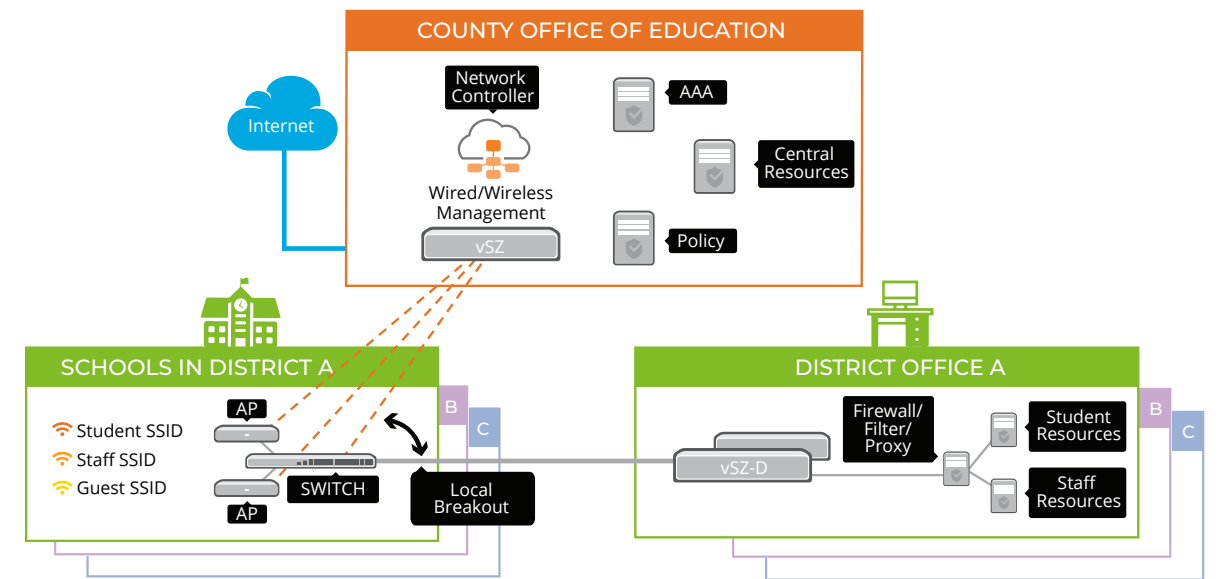 COUNTY OFFICE OF EDUCATION
Internet
Network
Controller
Wired/Wireless
Management
vSZ
AAA
Central
Resources
Policy
SCHOOLS IN DISTRICT A
B
C
Student SSID
Staff SSID
Guest SSID
AP
SWITCH
AP
Local
Breakout
DISTRICT OFFICE A
B
C
vSZ-D
Firewall/
Filter/
Proxy
Student
Resources
Staff
Resources